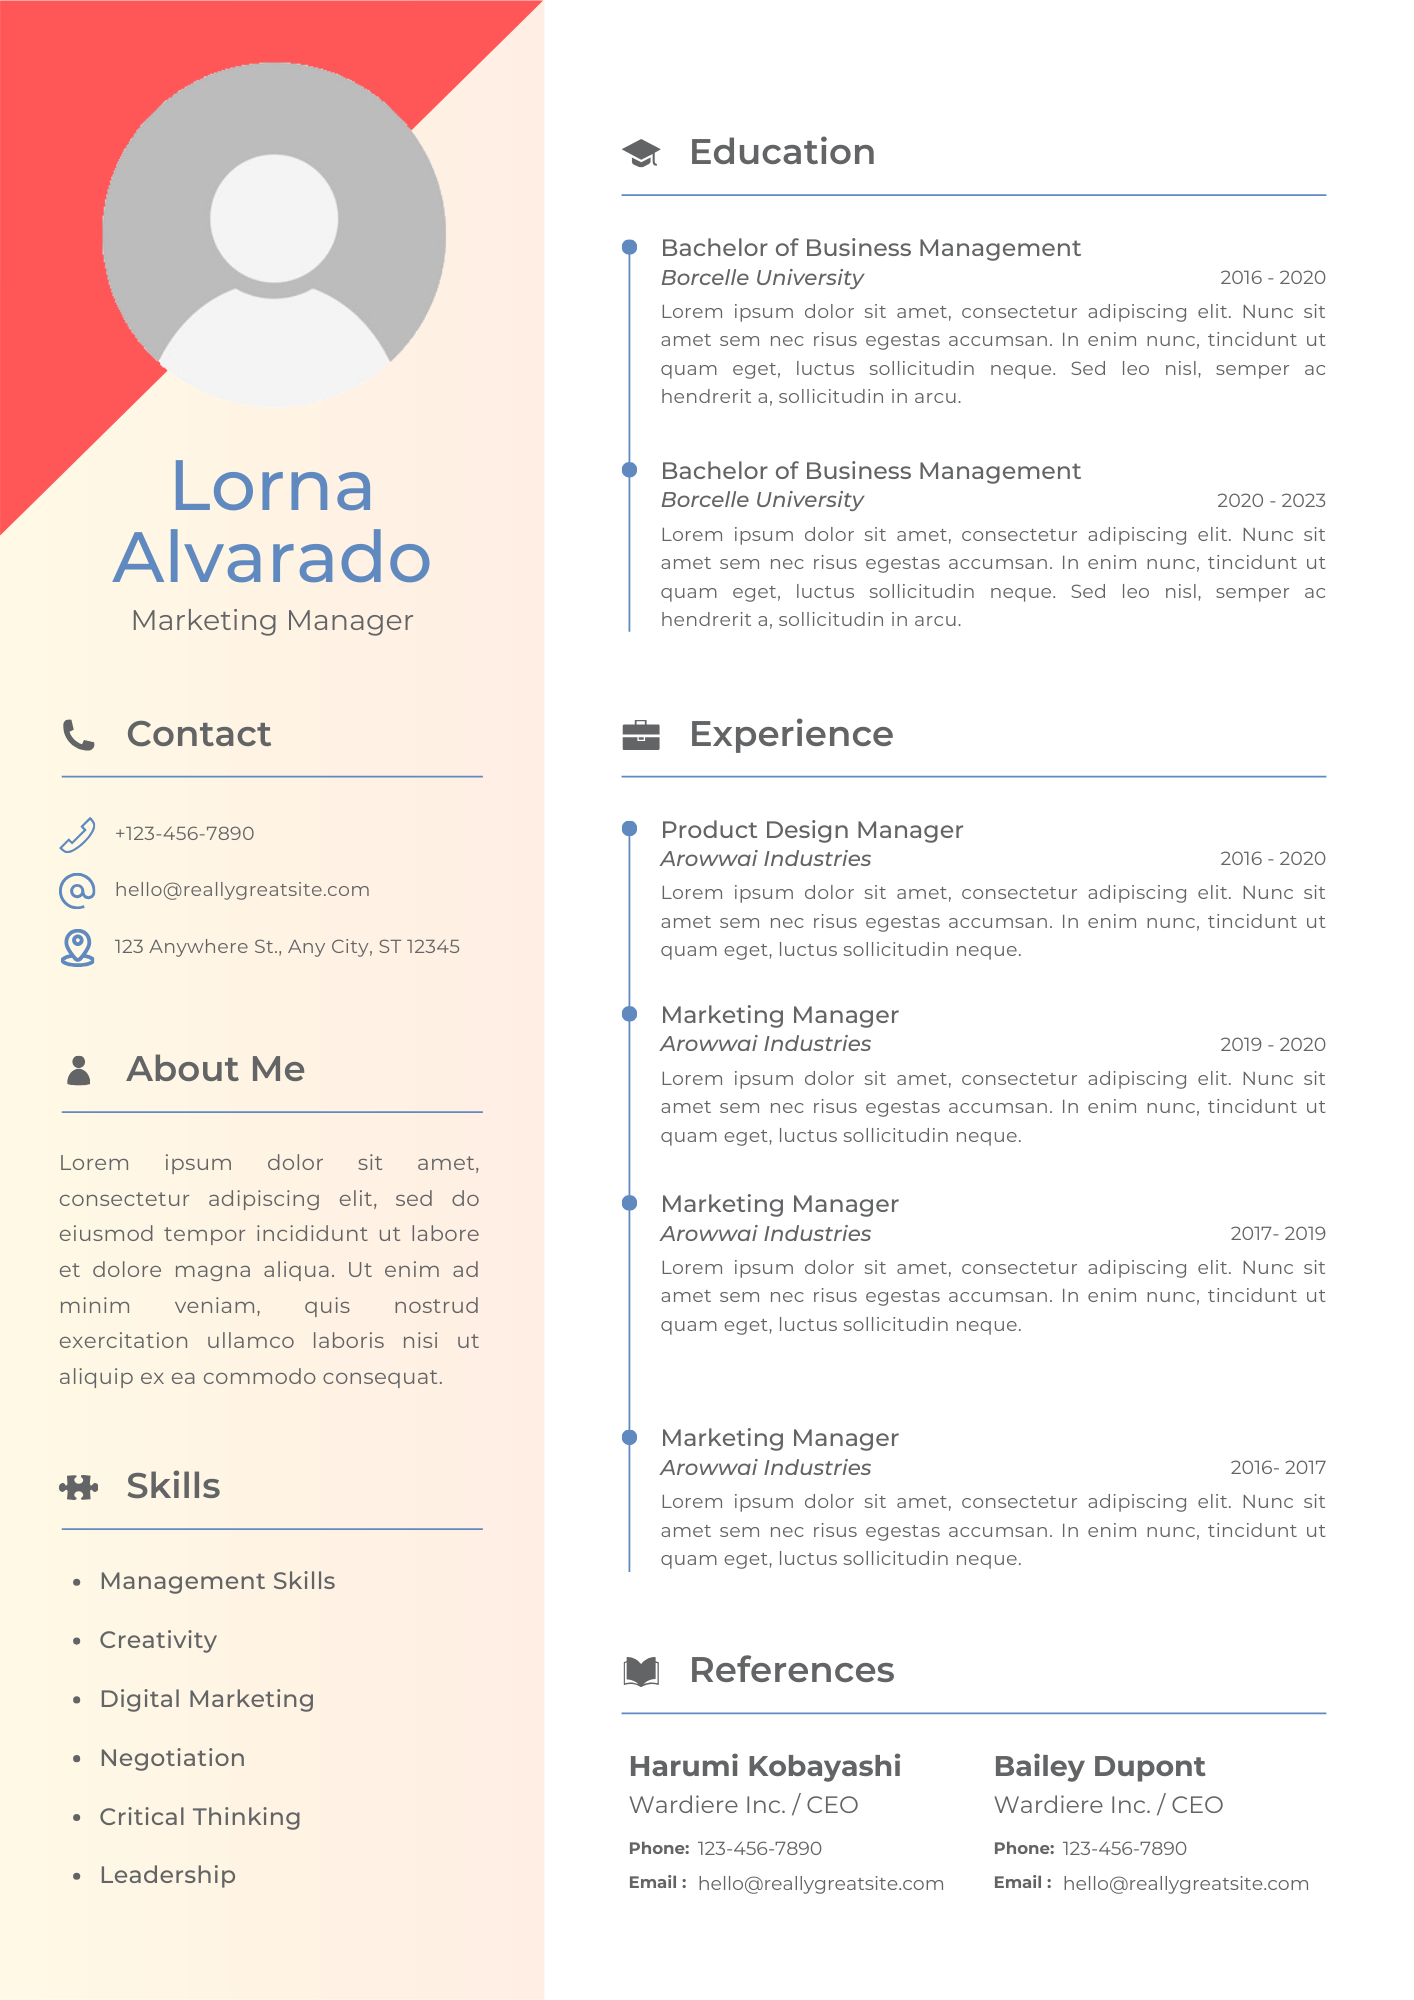 Lorna
Alvarado
Marketing Manager
Contact
+123-456-7890
hello@reallygreatsite.com
123 Anywhere St., Any City, ST 12345
About Me
Lorem ipsum dolor sit amet,
consectetur adipiscing elit, sed do
eiusmod tempor incididunt ut labore
et dolore magna aliqua. Ut enim ad
minim veniam, quis nostrud
exercitation ullamco laboris nisi ut
aliquip ex ea commodo consequat.
Skills
• Management Skills
• Creativity
• Digital Marketing
• Negotiation
• Critical Thinking
• Leadership
Education
Bachelor of Business Management
Borcelle University 2016 - 2020
Lorem ipsum dolor sit amet, consectetur adipiscing elit. Nunc sit
amet sem nec risus egestas accumsan. In enim nunc, tincidunt ut
quam eget, luctus sollicitudin neque. Sed leo nisl, semper ac
hendrerit a, sollicitudin in arcu.
Bachelor of Business Management
Borcelle University 2020 - 2023
Lorem ipsum dolor sit amet, consectetur adipiscing elit. Nunc sit
amet sem nec risus egestas accumsan. In enim nunc, tincidunt ut
quam eget, luctus sollicitudin neque. Sed leo nisl, semper ac
hendrerit a, sollicitudin in arcu.
Experience
Product Design Manager
Arowwai Industries 2016 - 2020
Lorem ipsum dolor sit amet, consectetur adipiscing elit. Nunc sit
amet sem nec risus egestas accumsan. In enim nunc, tincidunt ut
quam eget, luctus sollicitudin neque.
Marketing Manager
Arowwai Industries 2019 - 2020
Lorem ipsum dolor sit amet, consectetur adipiscing elit. Nunc sit
amet sem nec risus egestas accumsan. In enim nunc, tincidunt ut
quam eget, luctus sollicitudin neque.
Marketing Manager
Arowwai Industries 2017- 2019
Lorem ipsum dolor sit amet, consectetur adipiscing elit. Nunc sit
amet sem nec risus egestas accumsan. In enim nunc, tincidunt ut
quam eget, luctus sollicitudin neque.
Marketing Manager
Arowwai Industries 2016- 2017
Lorem ipsum dolor sit amet, consectetur adipiscing elit. Nunc sit
amet sem nec risus egestas accumsan. In enim nunc, tincidunt ut
quam eget, luctus sollicitudin neque.
References
Harumi Kobayashi
Wardiere Inc. / CEO
Phone: 123-456-7890
Email : hello@reallygreatsite.com
Bailey Dupont
Wardiere Inc. / CEO
Phone: 123-456-7890
Email : hello@reallygreatsite.com